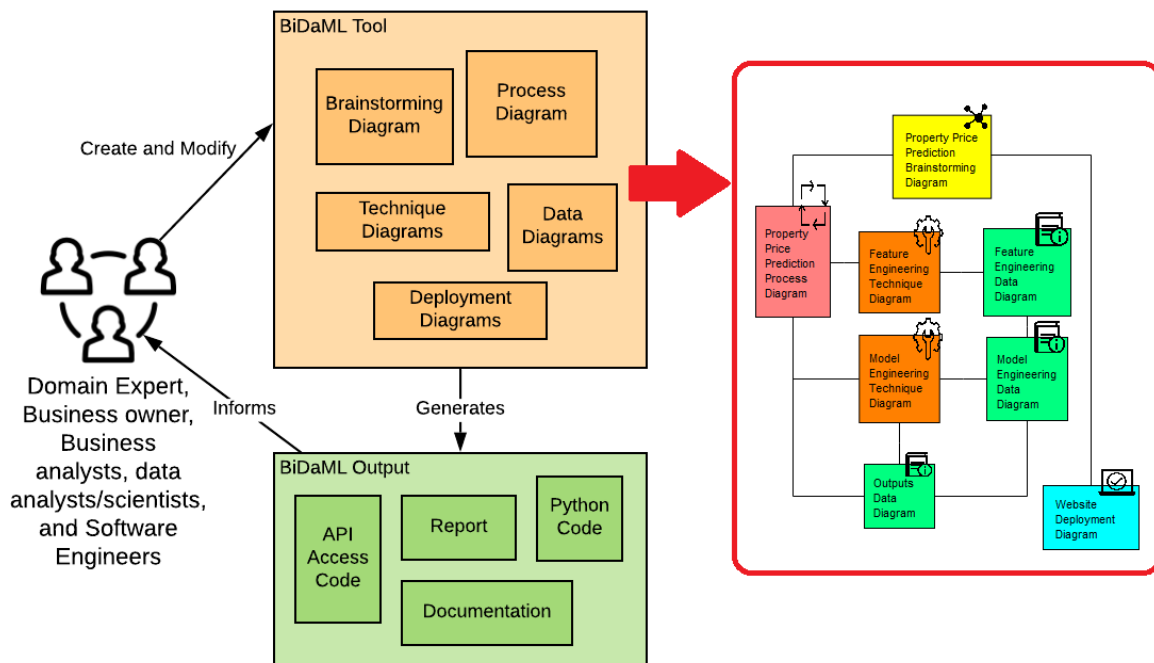 BiDaML Tool
Brainstorming
Diagram
Process
Diagram
Technique
Diagrams
Data
Diagrams
Deployment
Diagrams
Create and Modify
Domain Expert,
Business owner,
Business
analysts, data
analysts/scientists,
and Software
Engineers
Informs
Generates
BiDaML Output
API
Access
Code
Report
Python
Code
Documentation
Property Price
Prediction
Brainstorming
Diagram
Property
Price
Prediction
Process
Diagram
Feature
Engineering
Technique
Diagram
Feature
Engineering
Data
Diagram
Model
Engineering
Technique
Diagram
Model
Engineering
Data
Diagram
Outputs
Data
Diagram
Website
Deployment
Diagram